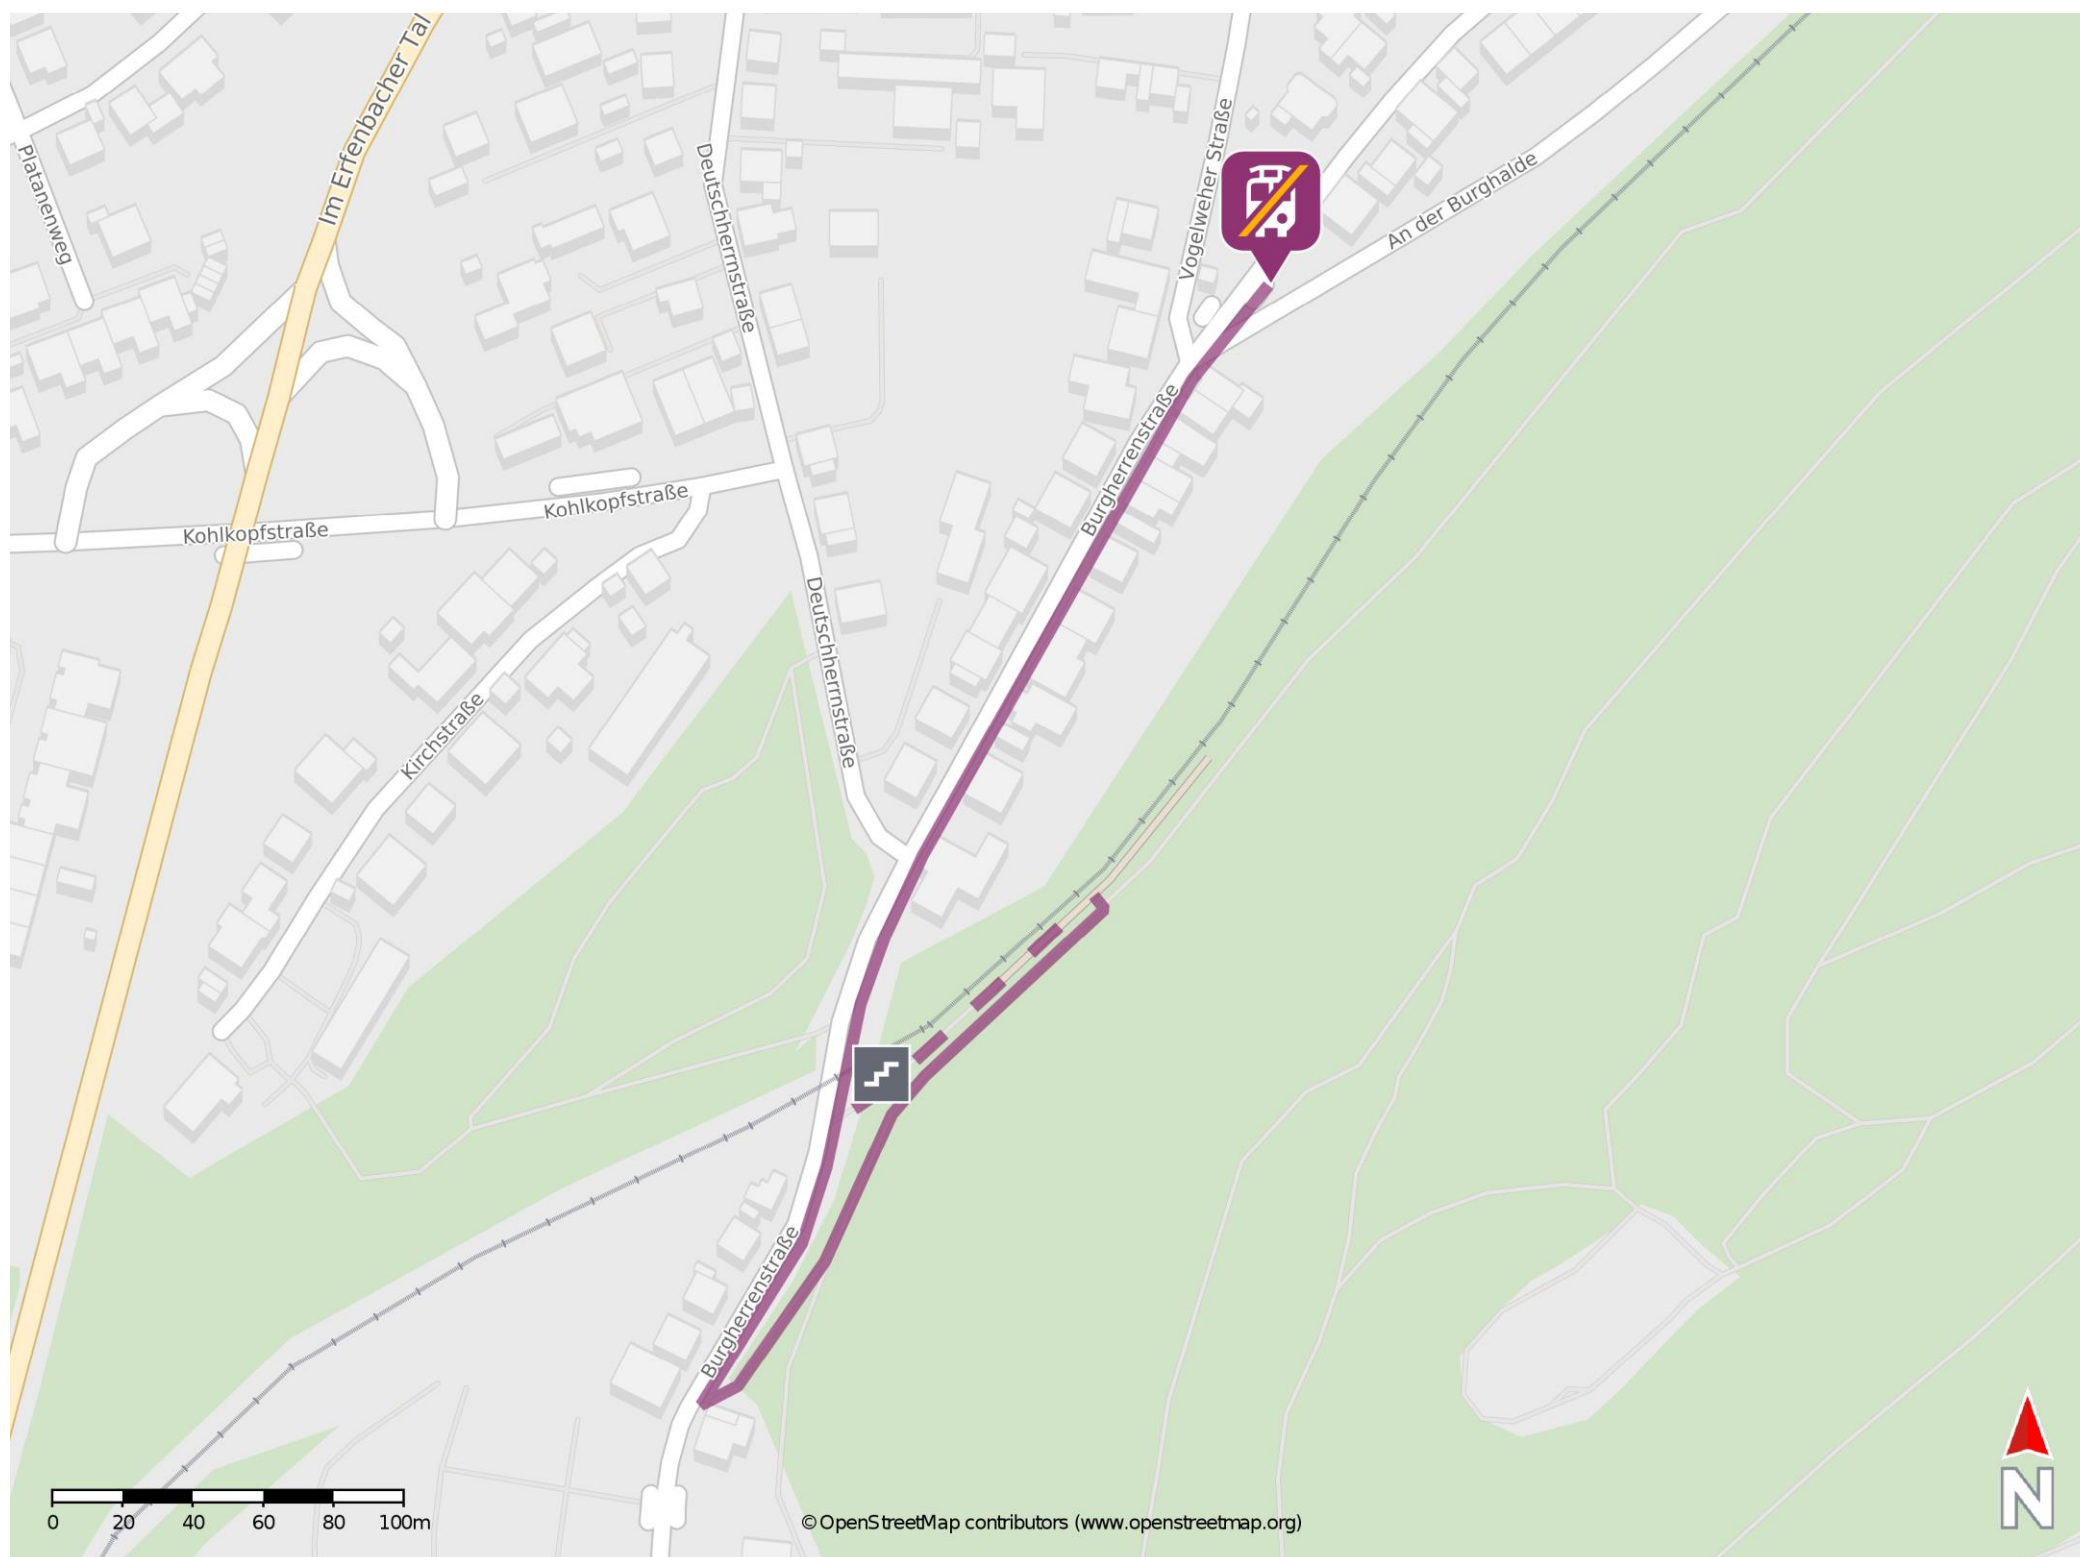 Im Erfenbacher Tal
Platanenweg
Deutschherrnstraße
Vogelweher Straße
An der Burghalde
Burgherrenstraße
Kohlkopfstraße
Kohlkopfstraße
Deutschherrnstraße
Kirchstraße
Burgherrenstraße
N
0 20 40 60 80 100m
© OpenStreetMap contributors (www.openstreetmap.org)